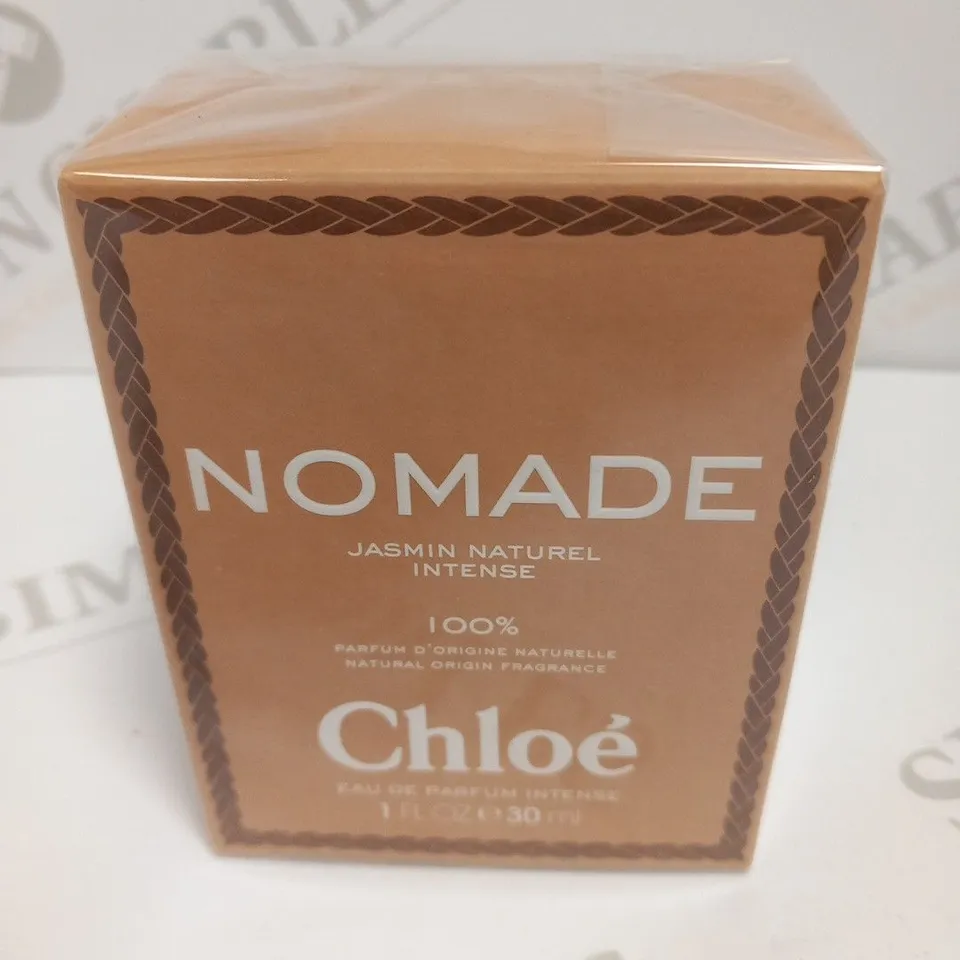 NOMADE
JASMIN NATUREL
INTENSE
100%
PARFUM D'ORIGINE NATURELLE
NATURAL ORIGIN FRAGRANCE
Chloé
EAU DE PARFUM INTENSE
1 FL OZ e 30 ml